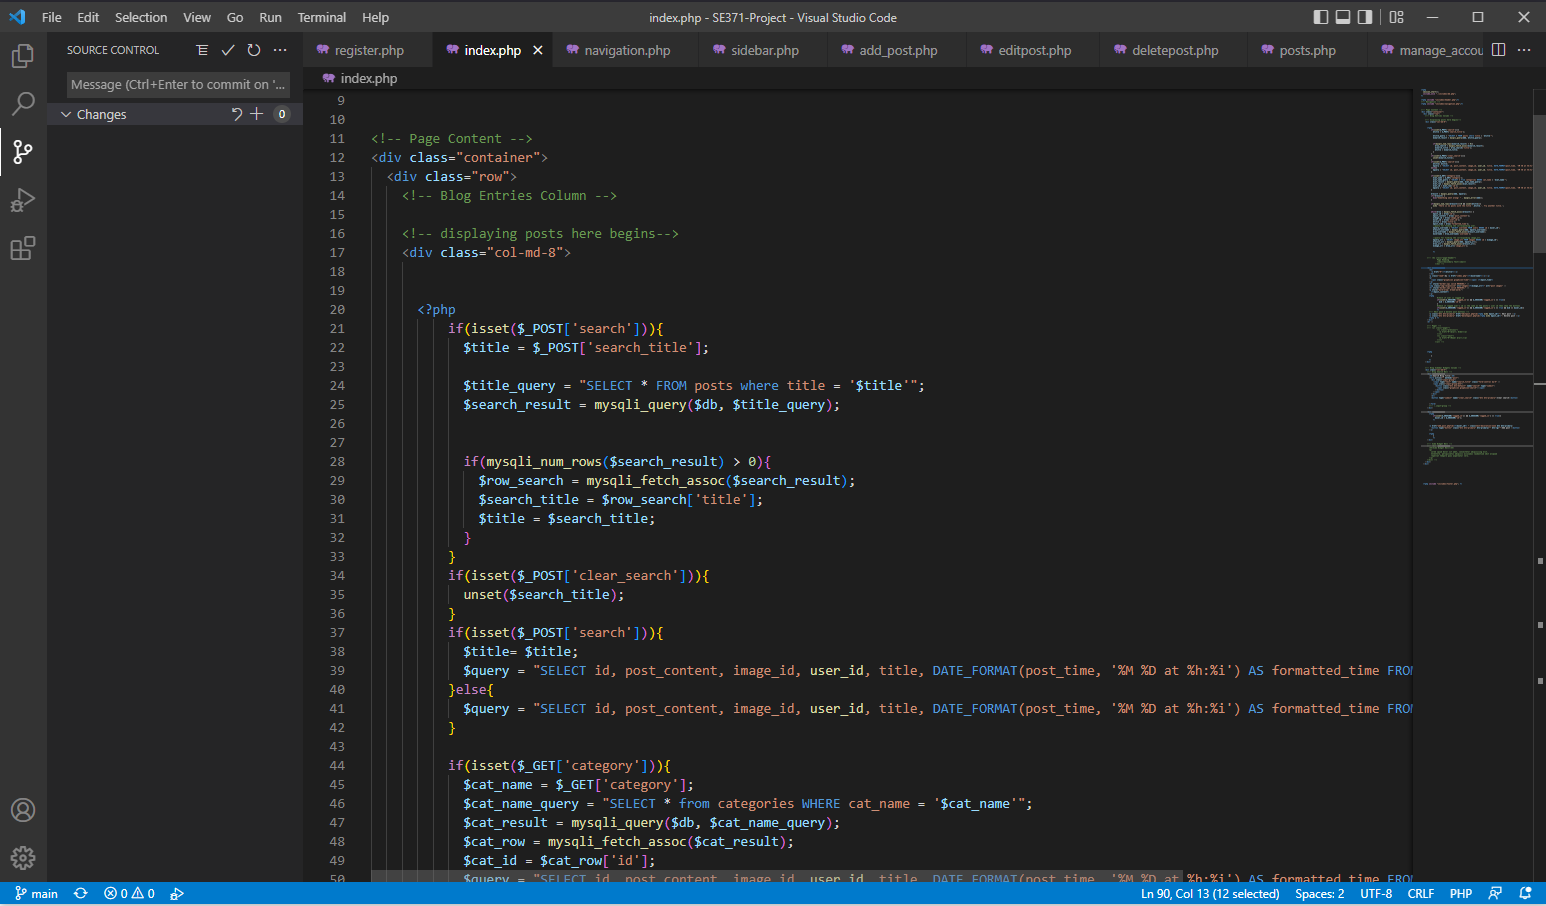 File Edit Selection View Go Run Terminal Help
index.php - SE371-Project - Visual Studio Code
SOURCE CONTROL
register.php
index.php
navigation.php
sidebar.php
add_post.php
editpost.php
deletepost.php
posts.php
manage_accou
index.php
Message (Ctrl+Enter to commit on '...
Changes 0
9
10
11 <!-- Page Content -->
12 <div class="container">
13 <div class="row">
14 <!-- Blog Entries Column -->
15
16 <!-- displaying posts here begins-->
17 <div class="col-md-8">
18
19
20 <?php
21 if(isset($_POST['search'])){
22 $title = $_POST['search_title'];
23
24 $title_query = "SELECT * FROM posts where title = '$title'";
25 $search_result = mysqli_query($db, $title_query);
26
27
28 if(mysqli_num_rows($search_result) > 0){
29 $row_search = mysqli_fetch_assoc($search_result);
30 $search_title = $row_search['title'];
31 $title = $search_title;
32 }
33 }
34 if(isset($_POST['clear_search'])){
35 unset($search_title);
36 }
37 if(isset($_POST['search'])){
38 $title= $title;
39 $query = "SELECT id, post_content, image_id, user_id, title, DATE_FORMAT(post_time, '%M %D at %h:%i') AS formatted_time FROM
40 }else{
41 $query = "SELECT id, post_content, image_id, user_id, title, DATE_FORMAT(post_time, '%M %D at %h:%i') AS formatted_time FROM
42 }
43
44 if(isset($_GET['category'])){
45 $cat_name = $_GET['category'];
46 $cat_name_query = "SELECT * from categories WHERE cat_name = '$cat_name'";
47 $cat_result = mysqli_query($db, $cat_name_query);
48 $cat_row = mysqli_fetch_assoc($cat_result);
49 $cat_id = $cat_row['id'];
50 $query = "SELECT id, post_content, image_id, user_id, title, DATE_FORMAT(post_time, '%M %D at %h:%i') AS formatted_time FROM
main 0 0 Ln 90, Col 13 (12 selected) Spaces: 2 UTF-8 CRLF PHP